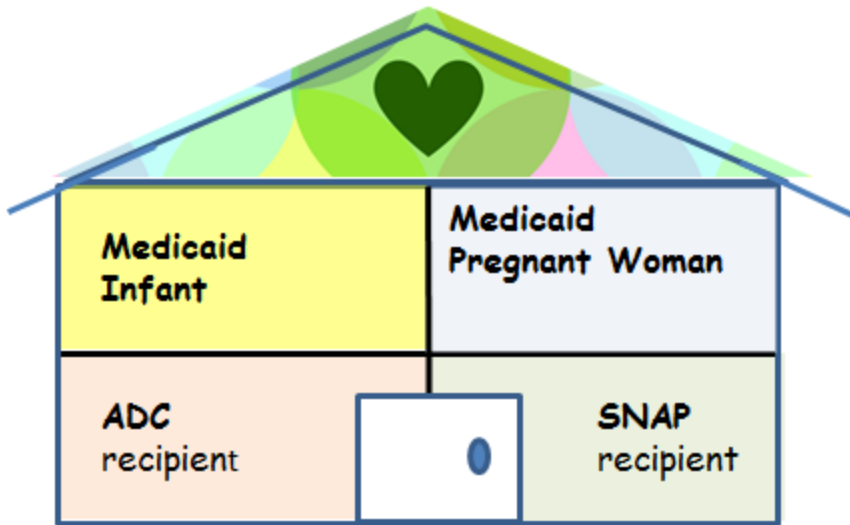 Medicaid
Infant
Medicaid
Pregnant Woman
ADC
recipient
SNAP
recipient